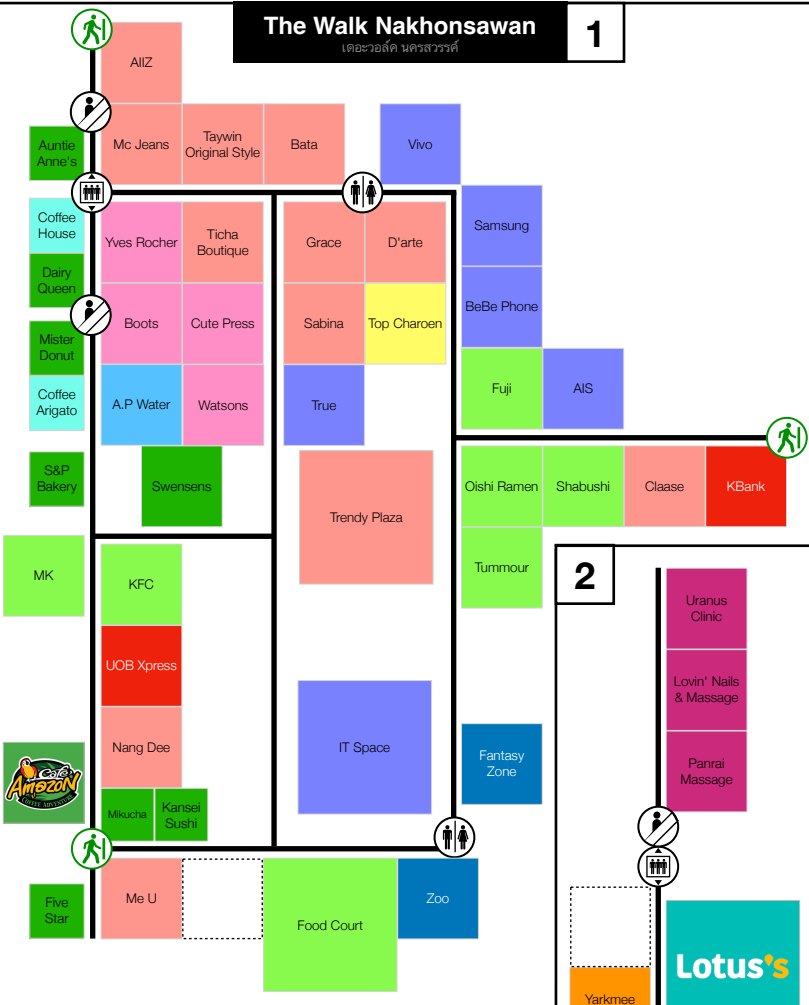 The Walk Nakhonsawan
เดอะวอล์ค นครสวรรค์
1
AIIZ
Auntie
Anne's
Mc Jeans
Taywin
Original Style
Bata
Vivo
Coffee
House
Yves Rocher
Ticha
Boutique
Grace
D'arte
Samsung
Dairy
Queen
Boots
Cute Press
Sabina
Top Charoen
BeBe Phone
Mister
Donut
Coffee
Arigato
A.P Water
Watsons
True
Fuji
AIS
S&P
Bakery
Swensens
Trendy Plaza
Oishi Ramen
Shabushi
Claase
KBank
MK
KFC
Tummour
UOB Xpress
Nang Dee
IT Space
Fantasy
Zone
Café
Amazon
COFFEE ADVENTURE
Mikucha
Kansei
Sushi
Five
Star
Me U
Food Court
Zoo
2
Uranus
Clinic
Lovin' Nails
& Massage
Panrai
Massage
Lotus's
Yarkmee